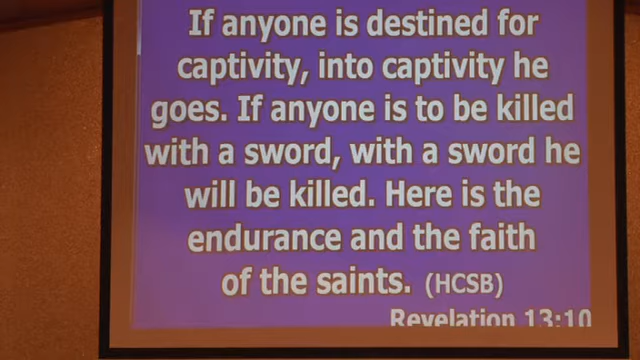 If anyone is destined for
captivity, into captivity he
goes. If anyone is to be killed
with a sword, with a sword he
will be killed. Here is the
endurance and the faith
of the saints. (HCSB)
Revelation 13:10